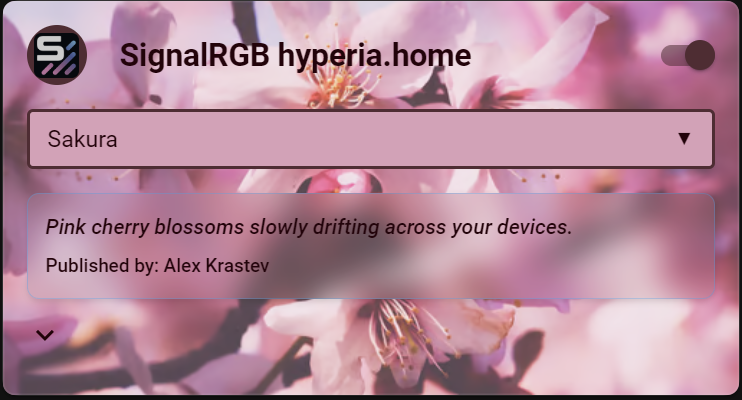 SignalRGB hyperia.home
Sakura
Pink cherry blossoms slowly drifting across your devices.
Published by: Alex Krastev